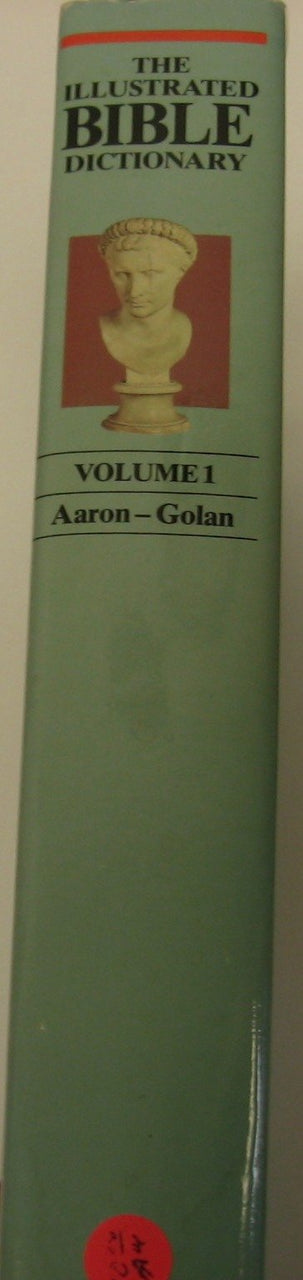 THE
ILLUSTRATED
BIBLE
DICTIONARY
VOLUME 1
Aaron – Golan